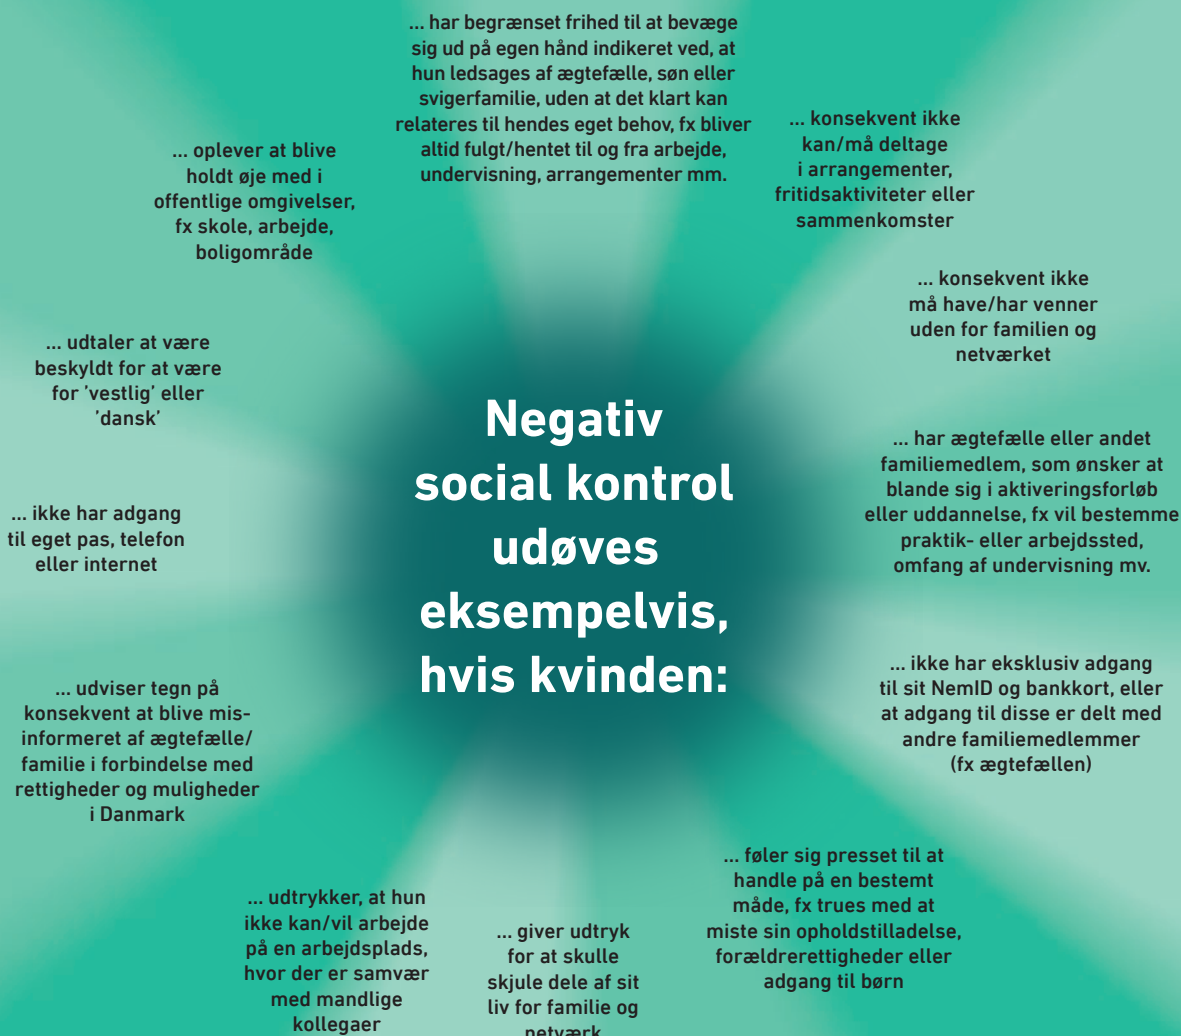 Negativ
social kontrol
udøves
eksempelvis,
hvis kvinden:
... har begrænset frihed til at bevæge
sig ud på egen hånd indikeret ved, at
hun ledsages af ægtefælle, søn eller
svigerfamilie, uden at det klart kan
relateres til hendes eget behov, fx bliver
altid fulgt/hentet til og fra arbejde,
undervisning, arrangementer mm.
... konsekvent ikke
kan/må deltage
i arrangementer,
fritidsaktiviteter eller
sammenkomster
... konsekvent ikke
må have/har venner
uden for familien og
netværket
... har ægtefælle eller andet
familiemedlem, som ønsker at
blande sig i aktiveringsforløb
eller uddannelse, fx vil bestemme
praktik- eller arbejdssted,
omfang af undervisning mv.
... ikke har eksklusiv adgang
til sit NemID og bankkort, eller
at adgang til disse er delt med
andre familiemedlemmer
(fx ægtefællen)
... føler sig presset til at
handle på en bestemt
måde, fx trues med at
miste sin opholdstilladelse,
forældrerettigheder eller
adgang til børn
... giver udtryk
for at skulle
skjule dele af sit
liv for familie og
netværk
... udtrykker, at hun
ikke kan/vil arbejde
på en arbejdsplads,
hvor der er samvær
med mandlige
kollegaer
... udviser tegn på
konsekvent at blive mis-
informeret af ægtefælle/
familie i forbindelse med
rettigheder og muligheder
i Danmark
... ikke har adgang
til eget pas, telefon
eller internet
... udtaler at være
beskyldt for at være
for ’vestlig’ eller
’dansk’
... oplever at blive
holdt øje med i
offentlige omgivelser,
fx skole, arbejde,
boligområde